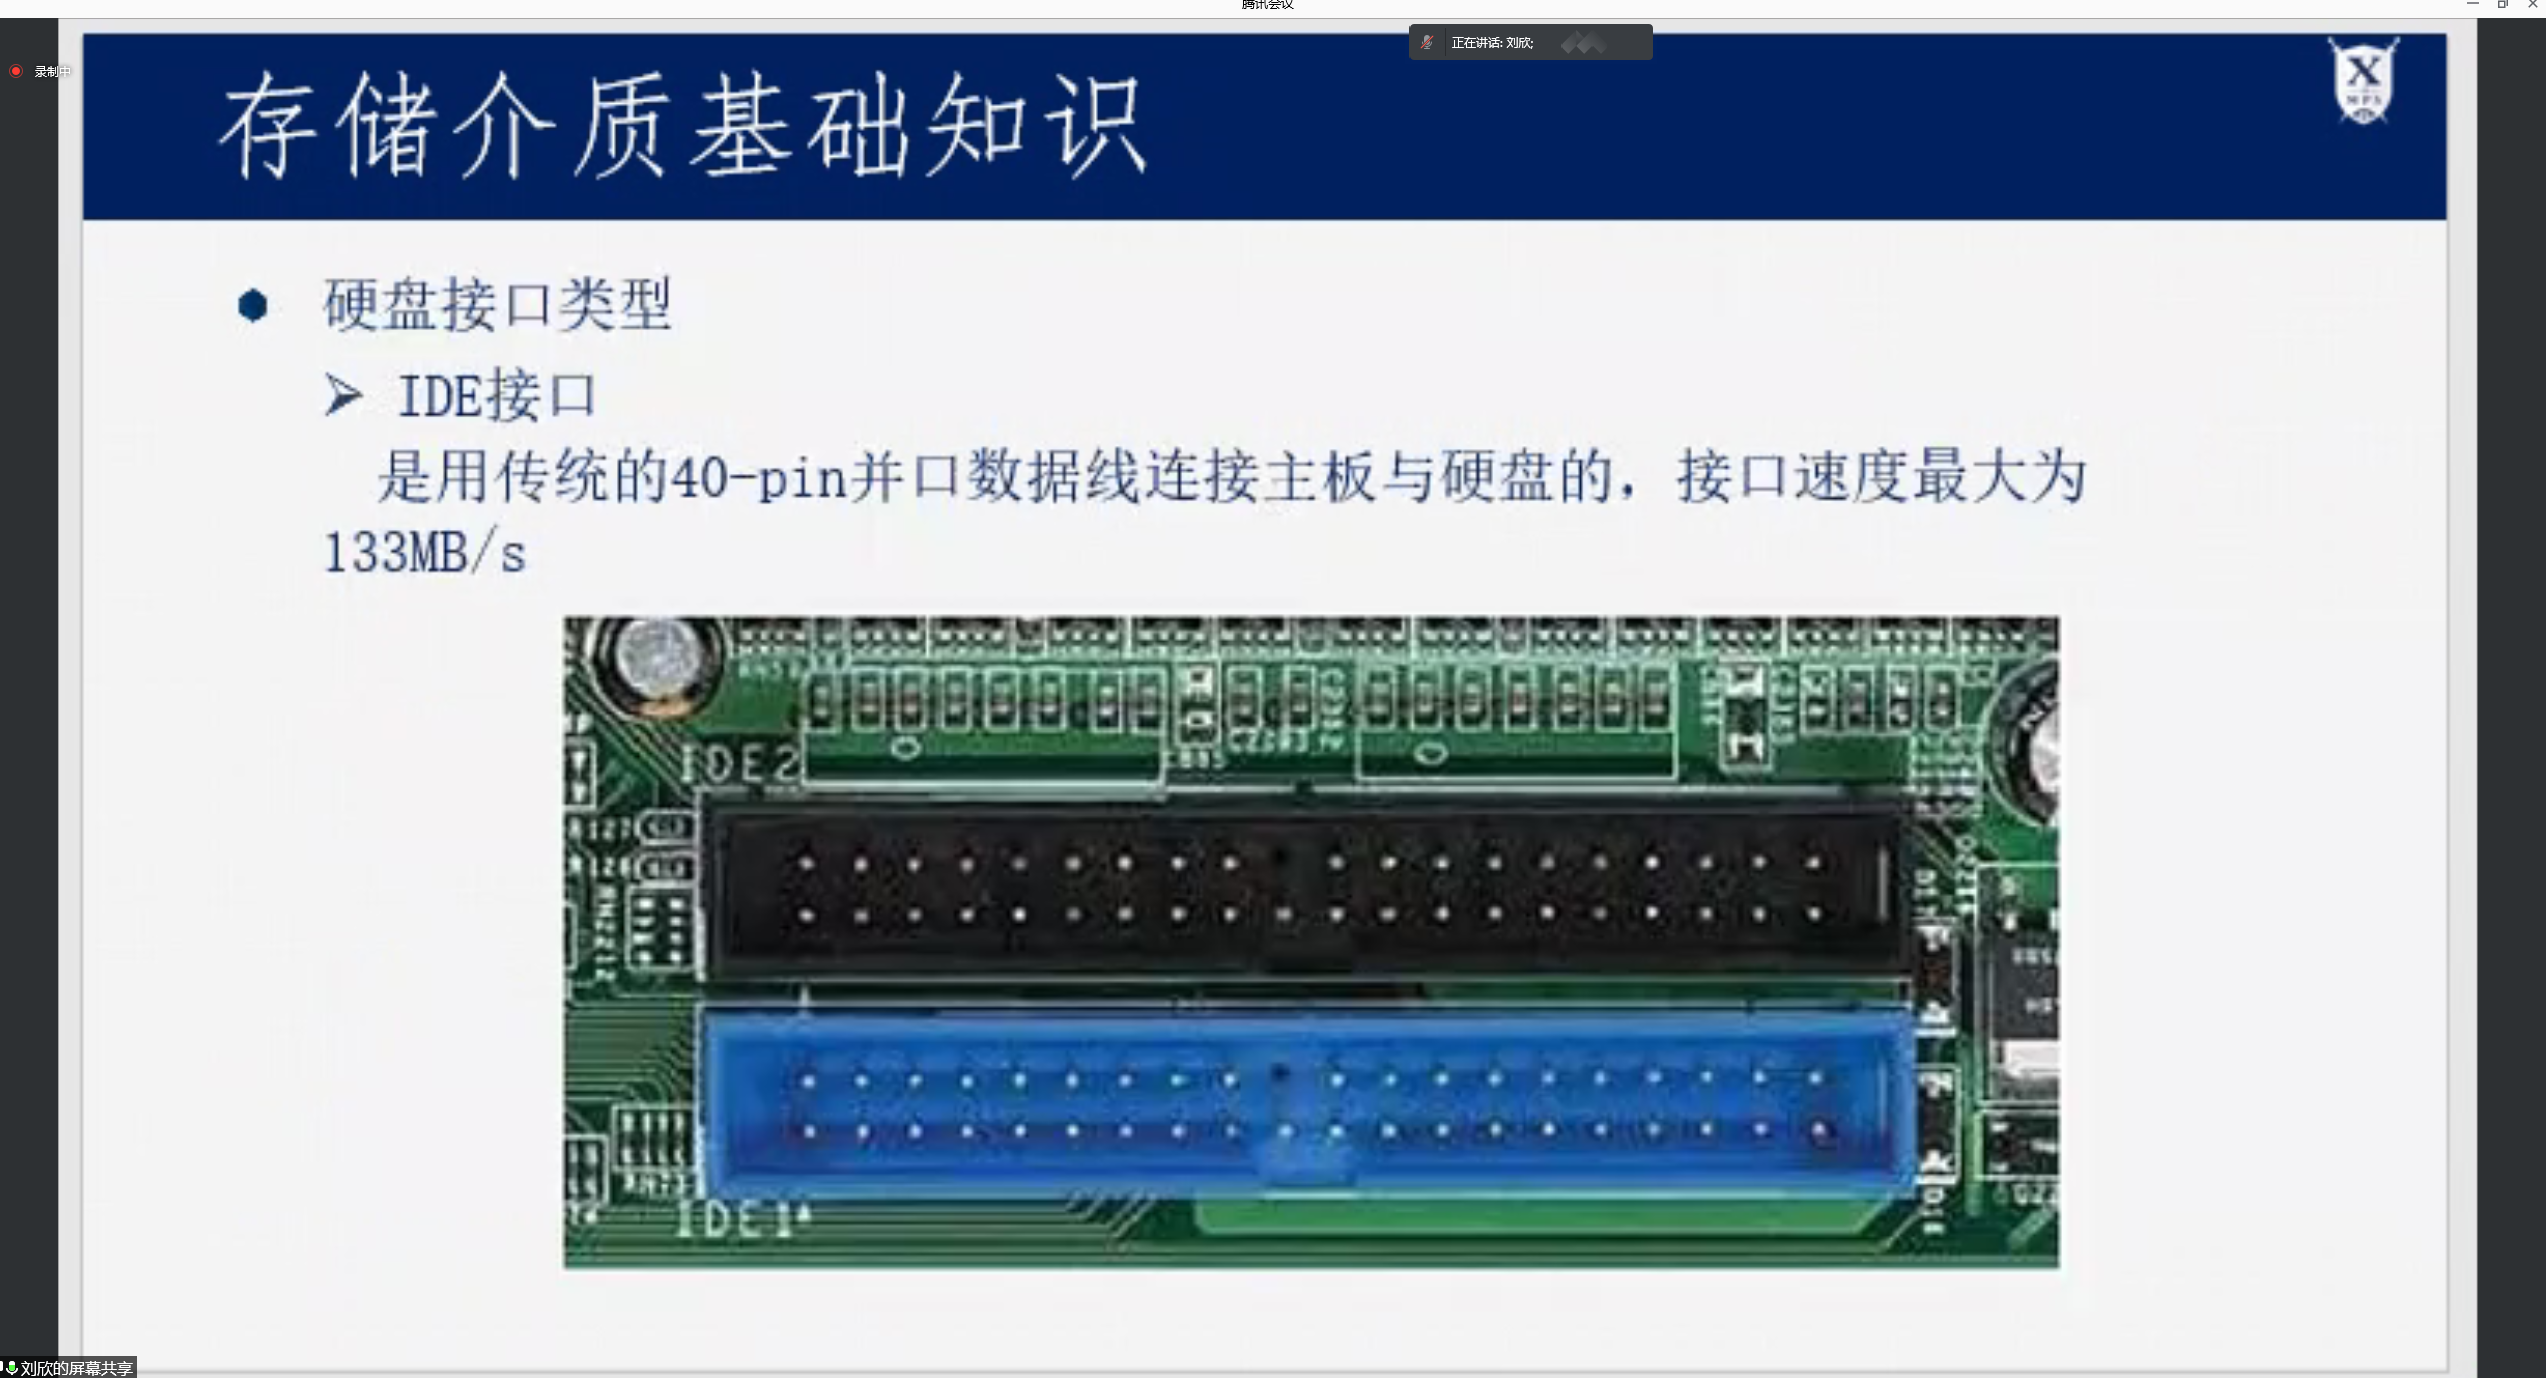 腾讯会议
正在讲话: 刘欣;
录制中
存储介质基础知识
X
MPS
硬盘接口类型
IDE接口
是用传统的40-pin并口数据线连接主板与硬盘的，接口速度最大为
133MB/s
IDE2
R127
R128
IDE1
刘欣的屏幕共享